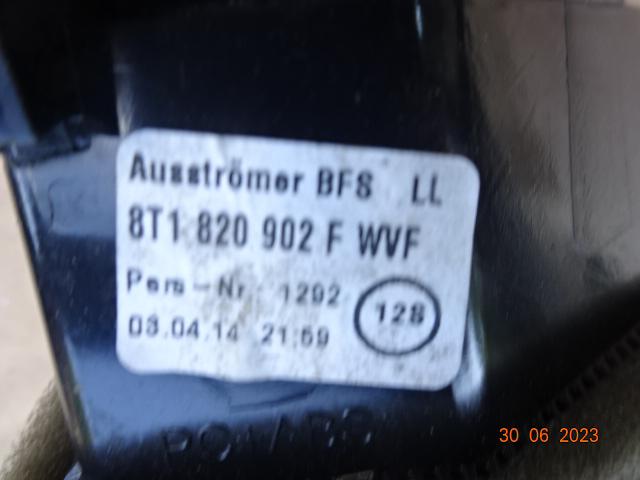 Ausströmer BFS LL
8T1 820 902 F WVF
Pers-Nr 1292
128
03.04.14 21:59
30 06 2023